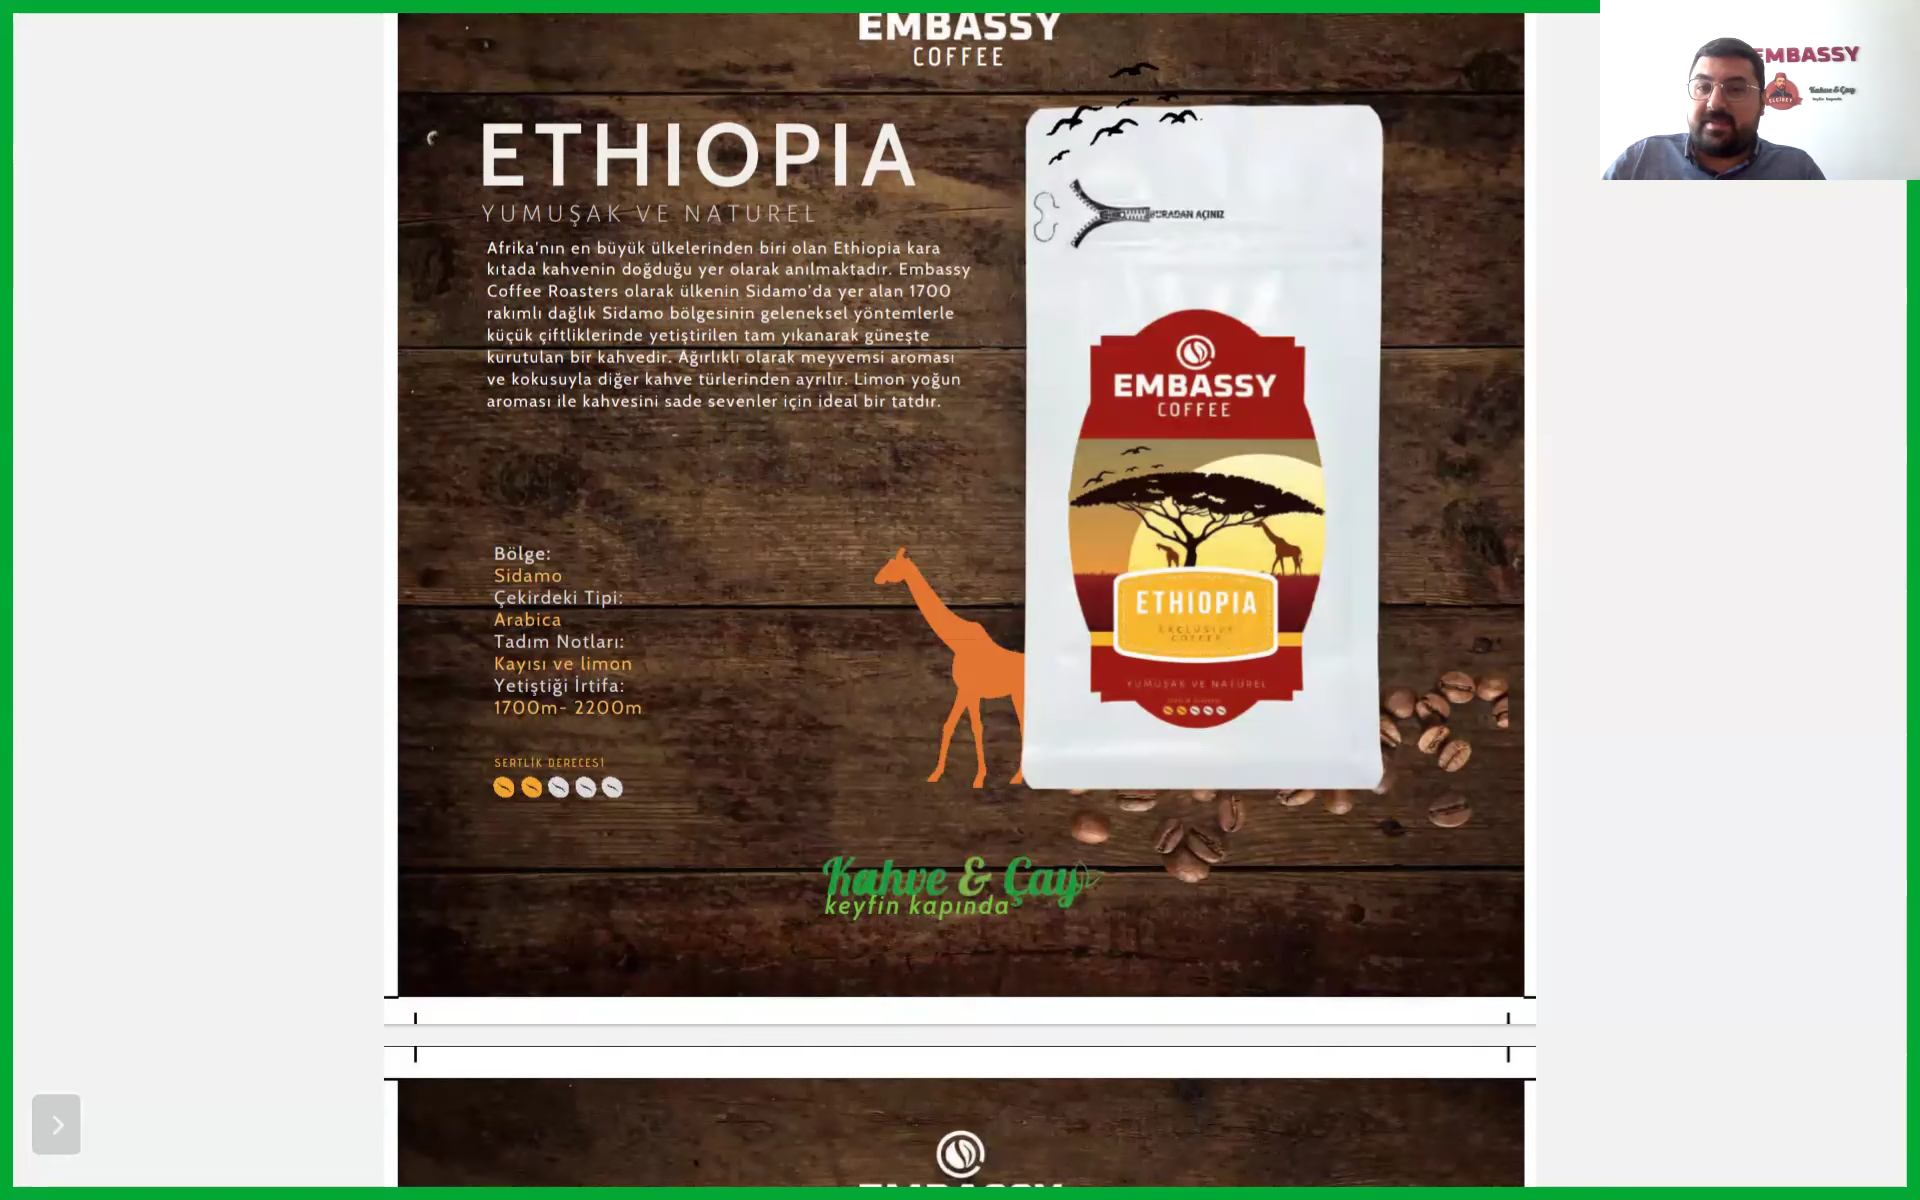 EMBASSY
COFFEE
EMBASSY
ELÇİBEY
Kahve & Çay
ETHIOPIA
YUMUŞAK VE NATUREL
Afrika'nın en büyük ülkelerinden biri olan Ethiopia kara
kıtada kahvenin doğduğu yer olarak anılmaktadır. Embassy
Coffee Roasters olarak ülkenin Sidamo'da yer alan 1700
rakımlı dağlık Sidamo bölgesinin geleneksel yöntemlerle
küçük çiftliklerinde yetiştirilen tam yıkanarak güneşte
kurutulan bir kahvedir. Ağırlıklı olarak meyvemsi aroması
ve kokusuyla diğer kahve türlerinden ayrılır. Limon yoğun
aroması ile kahvesini sade sevenler için ideal bir tatdır.
BURADAN AÇINIZ
EMBASSY
COFFEE
ETHIOPIA
EXCLUSIVE
COFFEE
YUMUŞAK VE NATUREL
Bölge:
Sidamo
Çekirdeki Tipi:
Arabica
Tadım Notları:
Kayısı ve limon
Yetiştiği İrtifa:
1700m- 2200m
SERTLİK DERECESİ
Kahve & Çay
keyfin kapında
EMBASSY